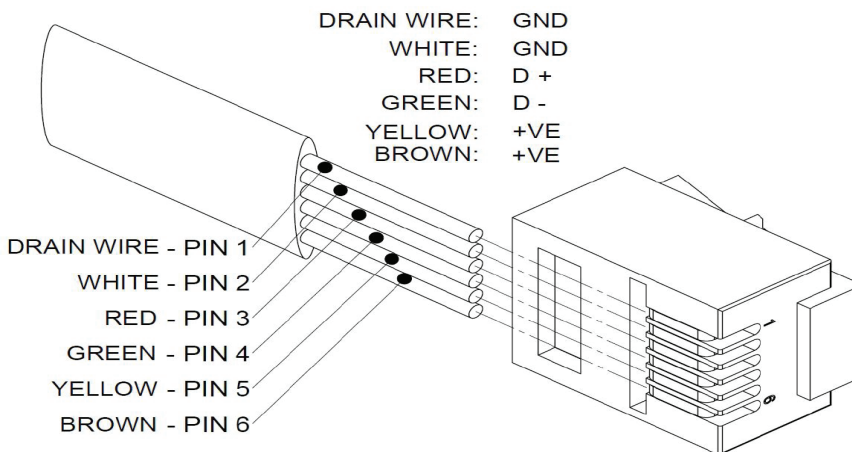 DRAIN WIRE: GND
WHITE: GND
RED: D +
GREEN: D -
YELLOW: +VE
BROWN: +VE
DRAIN WIRE - PIN 1
WHITE - PIN 2
RED - PIN 3
GREEN - PIN 4
YELLOW - PIN 5
BROWN - PIN 6
1
6